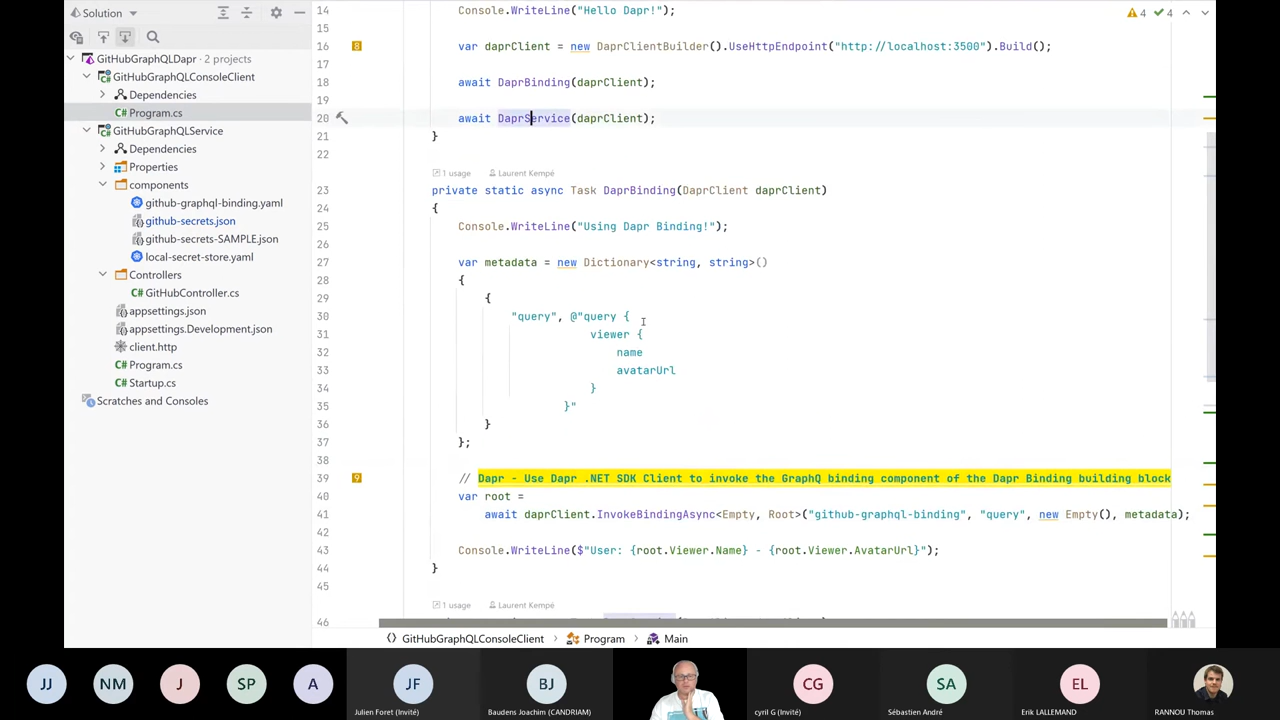 Solution
GitHubGraphQLDapr · 2 projects
GitHubGraphQLConsoleClient
Dependencies
C# Program.cs
GitHubGraphQLService
Dependencies
Properties
components
github-graphql-binding.yaml
github-secrets.json
github-secrets-SAMPLE.json
local-secret-store.yaml
Controllers
C# GitHubController.cs
appsettings.json
appsettings.Development.json
client.http
C# Program.cs
C# Startup.cs
Scratches and Consoles
4 4
14 Console.WriteLine("Hello Dapr!");
15
16 8 var daprClient = new DaprClientBuilder().UseHttpEndpoint("http://localhost:3500").Build();
17
18 await DaprBinding(daprClient);
19
20 await DaprService(daprClient);
21 }
22
1 usage Laurent Kempé
23 private static async Task DaprBinding(DaprClient daprClient)
24 {
25 Console.WriteLine("Using Dapr Binding!");
26
27 var metadata = new Dictionary<string, string>()
28 {
29 {
30 "query", @"query {
31 viewer {
32 name
33 avatarUrl
34 }
35 }"
36 }
37 };
38
39 9 // Dapr - Use Dapr .NET SDK Client to invoke the GraphQ binding component of the Dapr Binding building block
40 var root =
41 await daprClient.InvokeBindingAsync<Empty, Root>("github-graphql-binding", "query", new Empty(), metadata);
42
43 Console.WriteLine($"User: {root.Viewer.Name} - {root.Viewer.AvatarUrl}");
44 }
45
1 usage Laurent Kempé
46
GitHubGraphQLConsoleClient > Program > Main
JJ NM J SP A JF BJ CG SA EL
Julien Foret (Invité) Baudens Joachim (CANDRIAM) cyril G (Invité) Sébastien André Erik LALLEMAND RANNOU Thomas